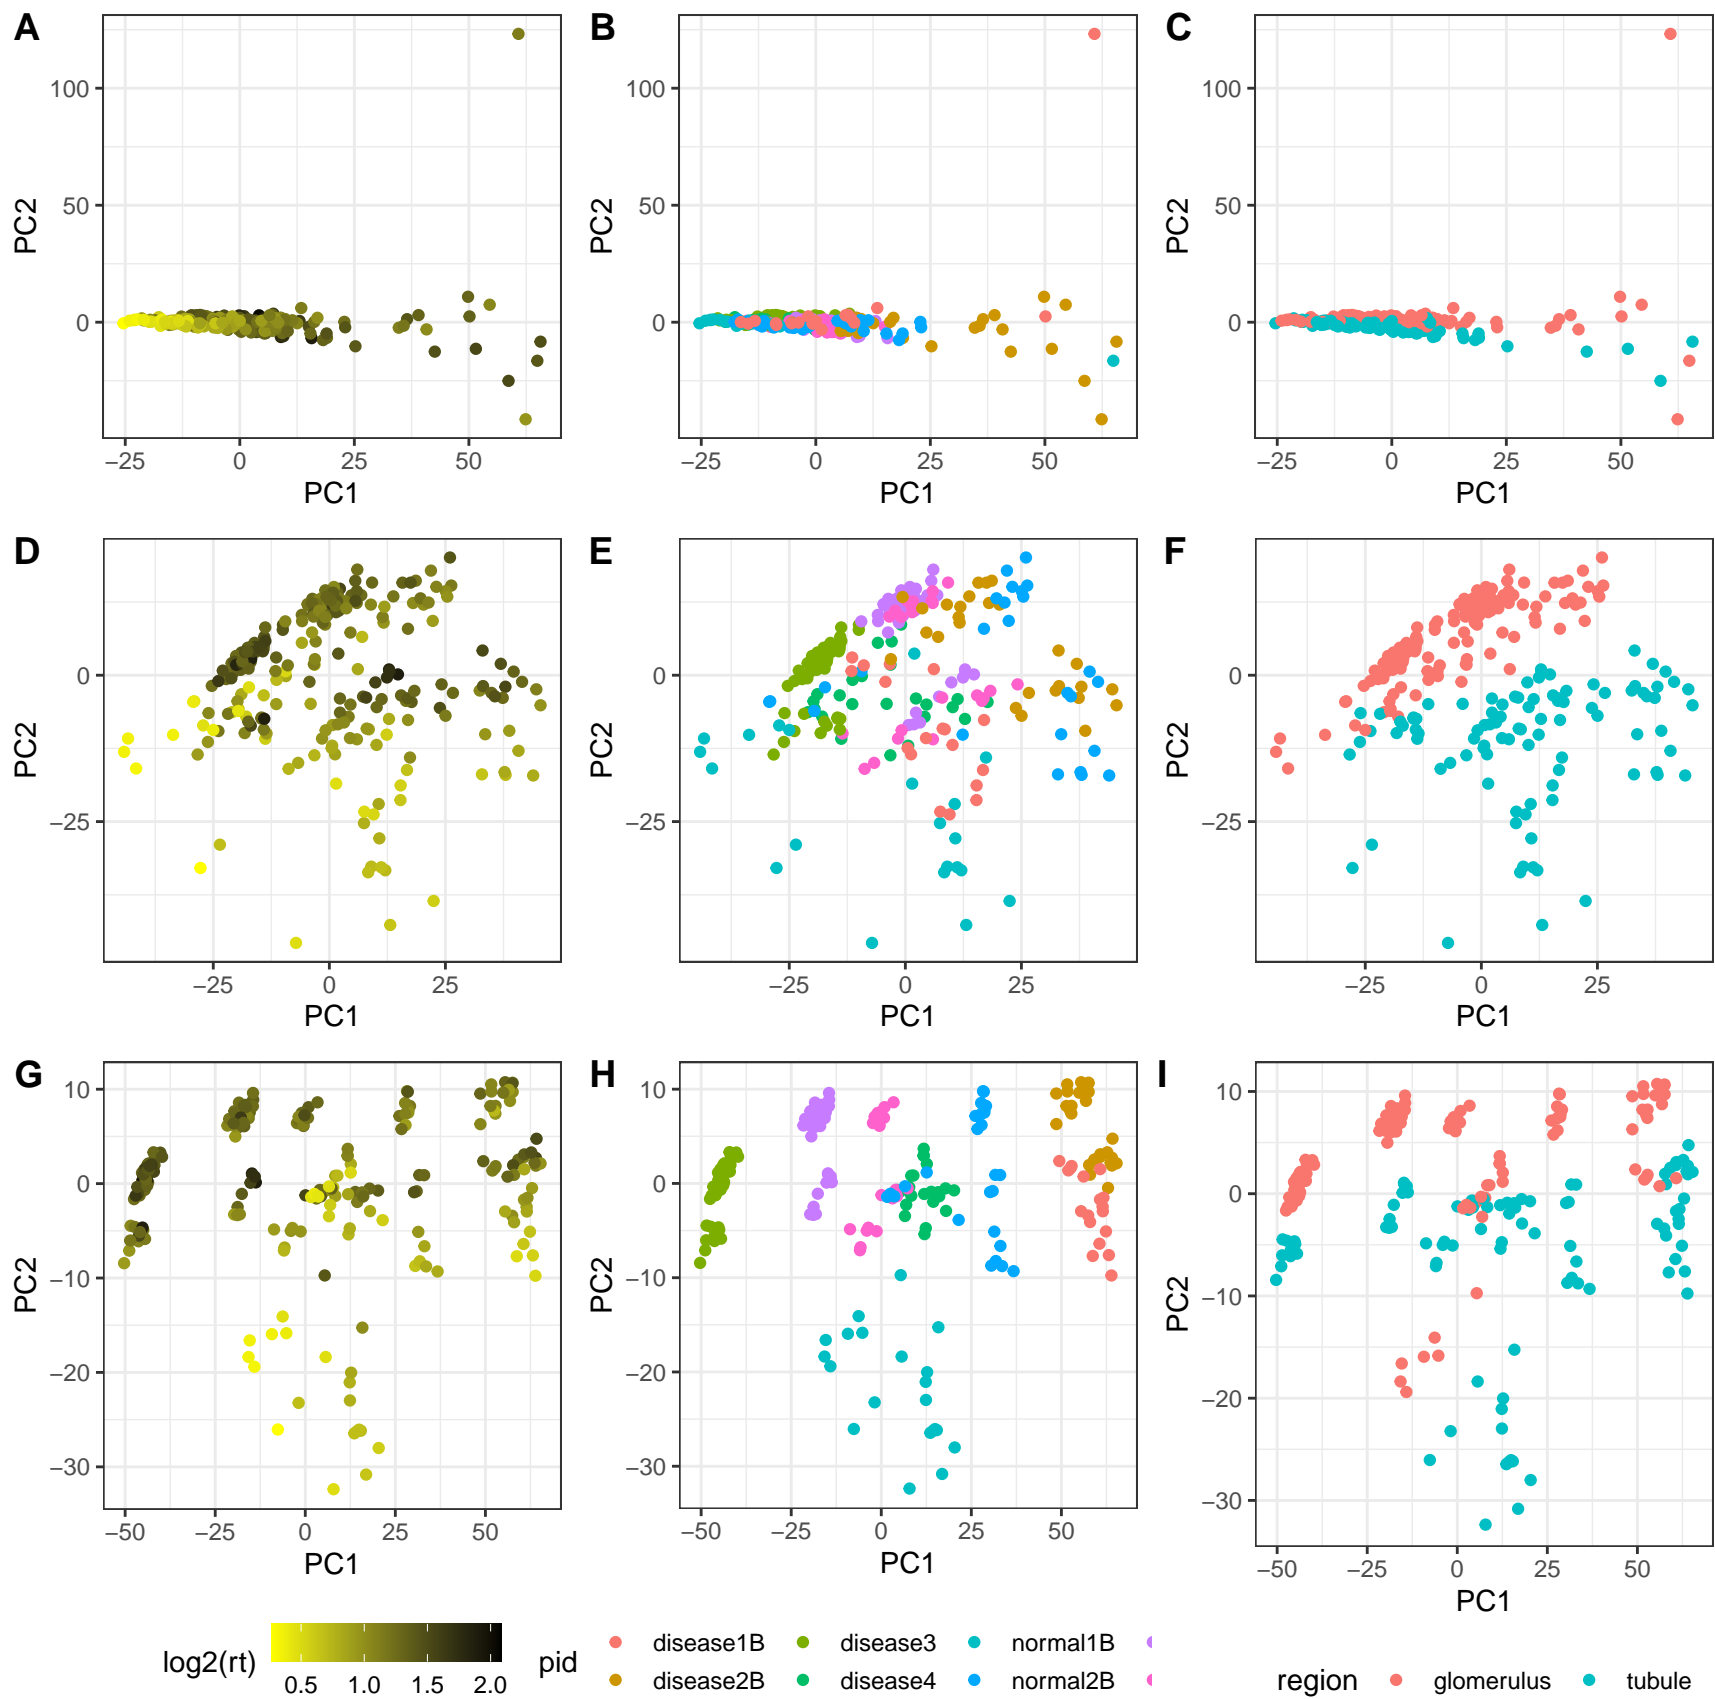 A
B
C
100
50
0
PC2
−25 0 25 50
PC1
100
50
0
PC2
−25 0 25 50
PC1
100
50
0
PC2
−25 0 25 50
PC1
D
E
F
0
−25
PC2
−25 0 25
PC1
0
−25
PC2
−25 0 25
PC1
0
−25
PC2
−25 0 25
PC1
G
H
I
10
0
−10
−20
−30
PC2
−50 −25 0 25 50
PC1
10
0
−10
−20
−30
PC2
−50 −25 0 25 50
PC1
10
0
−10
−20
−30
PC2
−50 −25 0 25 50
PC1
log2(rt)
0.5 1.0 1.5 2.0
pid
disease1B disease3 normal1B
disease2B disease4 normal2B
region glomerulus tubule